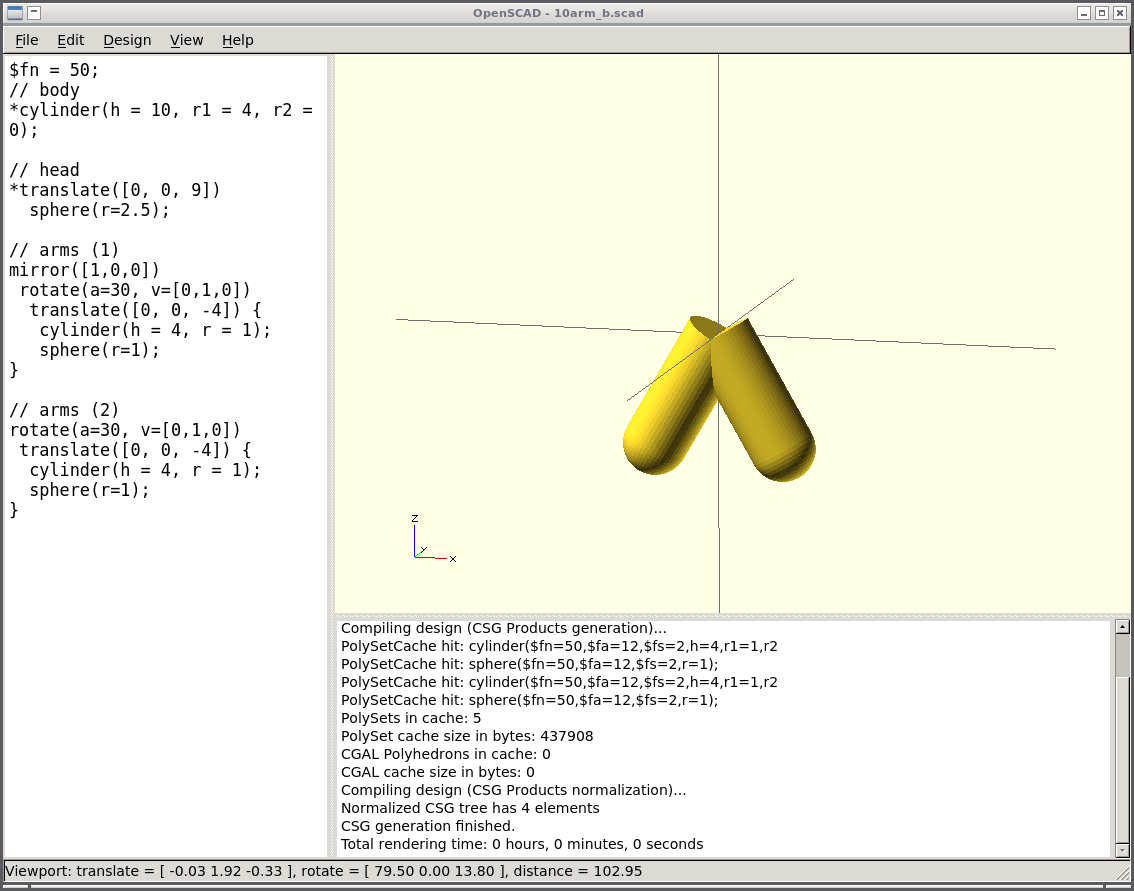 OpenSCAD - 10arm_b.scad
File Edit Design View Help
$fn = 50;
// body
*cylinder(h = 10, r1 = 4, r2 =
0);
// head
*translate([0, 0, 9])
  sphere(r=2.5);
// arms (1)
mirror([1,0,0])
 rotate(a=30, v=[0,1,0])
  translate([0, 0, -4]) {
   cylinder(h = 4, r = 1);
   sphere(r=1);
}
// arms (2)
rotate(a=30, v=[0,1,0])
 translate([0, 0, -4]) {
  cylinder(h = 4, r = 1);
  sphere(r=1);
}
z
y
x
Compiling design (CSG Products generation)...
PolySetCache hit: cylinder($fn=50,$fa=12,$fs=2,h=4,r1=1,r2
PolySetCache hit: sphere($fn=50,$fa=12,$fs=2,r=1);
PolySetCache hit: cylinder($fn=50,$fa=12,$fs=2,h=4,r1=1,r2
PolySetCache hit: sphere($fn=50,$fa=12,$fs=2,r=1);
PolySets in cache: 5
PolySet cache size in bytes: 437908
CGAL Polyhedrons in cache: 0
CGAL cache size in bytes: 0
Compiling design (CSG Products normalization)...
Normalized CSG tree has 4 elements
CSG generation finished.
Total rendering time: 0 hours, 0 minutes, 0 seconds
Viewport: translate = [ -0.03 1.92 -0.33 ], rotate = [ 79.50 0.00 13.80 ], distance = 102.95